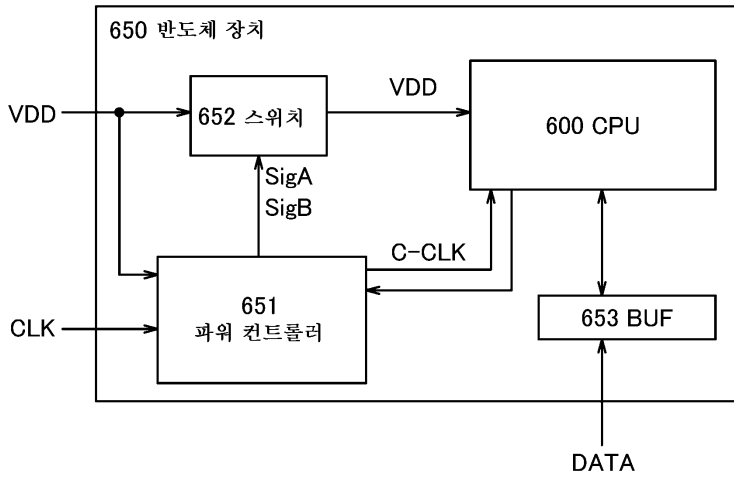 650 반도체 장치
VDD
652 스위치
VDD
600 CPU
SigA
SigB
C-CLK
651
파워 컨트롤러
CLK
653 BUF
DATA